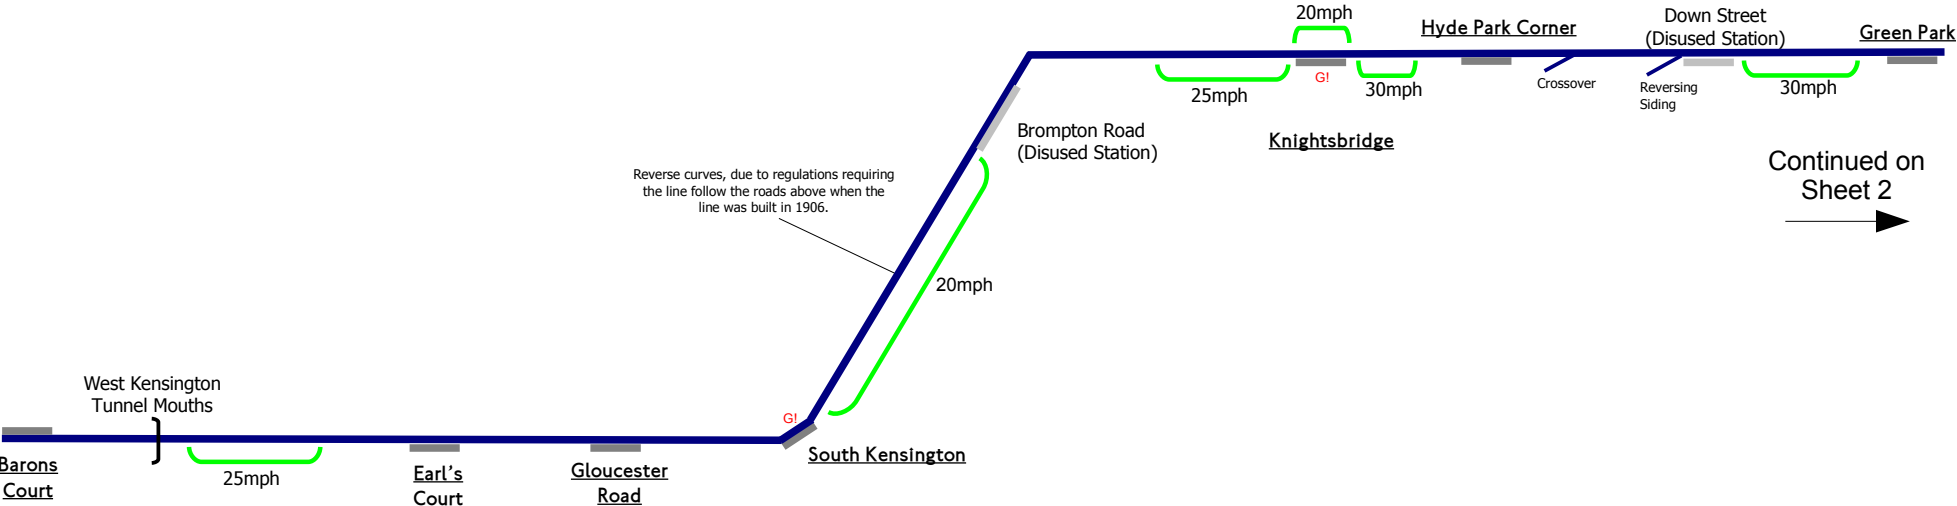 20mph
Hyde Park Corner
Down Street
(Disused Station)
Green Park
G!
25mph
30mph
Crossover
Reversing
Siding
30mph
Brompton Road
(Disused Station)
Knightsbridge
Continued on
Sheet 2
Reverse curves, due to regulations requiring
the line follow the roads above when the
line was built in 1906.
20mph
West Kensington
Tunnel Mouths
G!
South Kensington
Barons
Court
25mph
Earl's
Court
Gloucester
Road